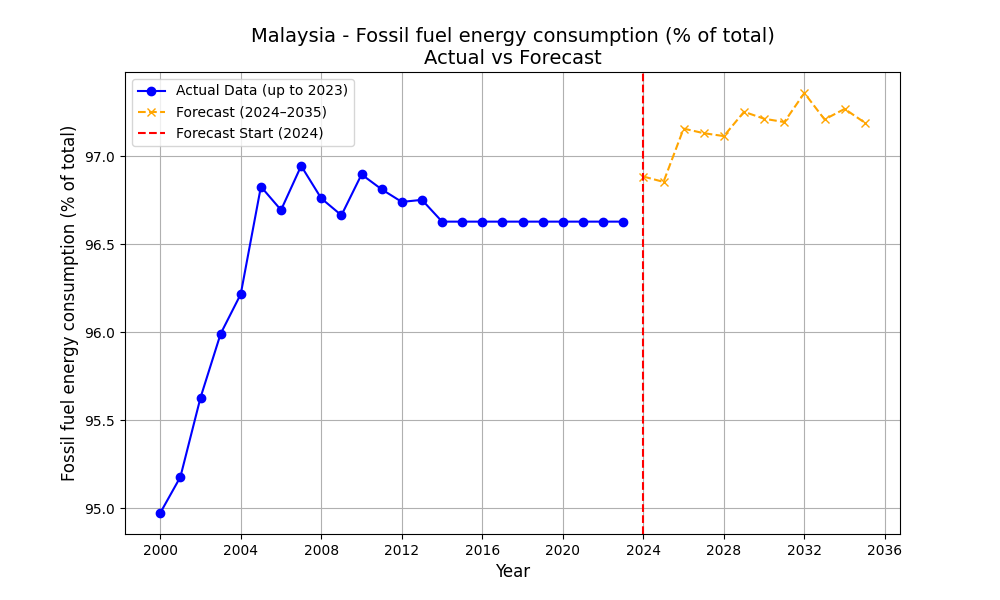 Malaysia - Fossil fuel energy consumption (% of total)
Actual vs Forecast
Actual Data (up to 2023)
Forecast (2024–2035)
Forecast Start (2024)
Fossil fuel energy consumption (% of total)
97.0
96.5
96.0
95.5
95.0
2000 2004 2008 2012 2016 2020 2024 2028 2032 2036
Year